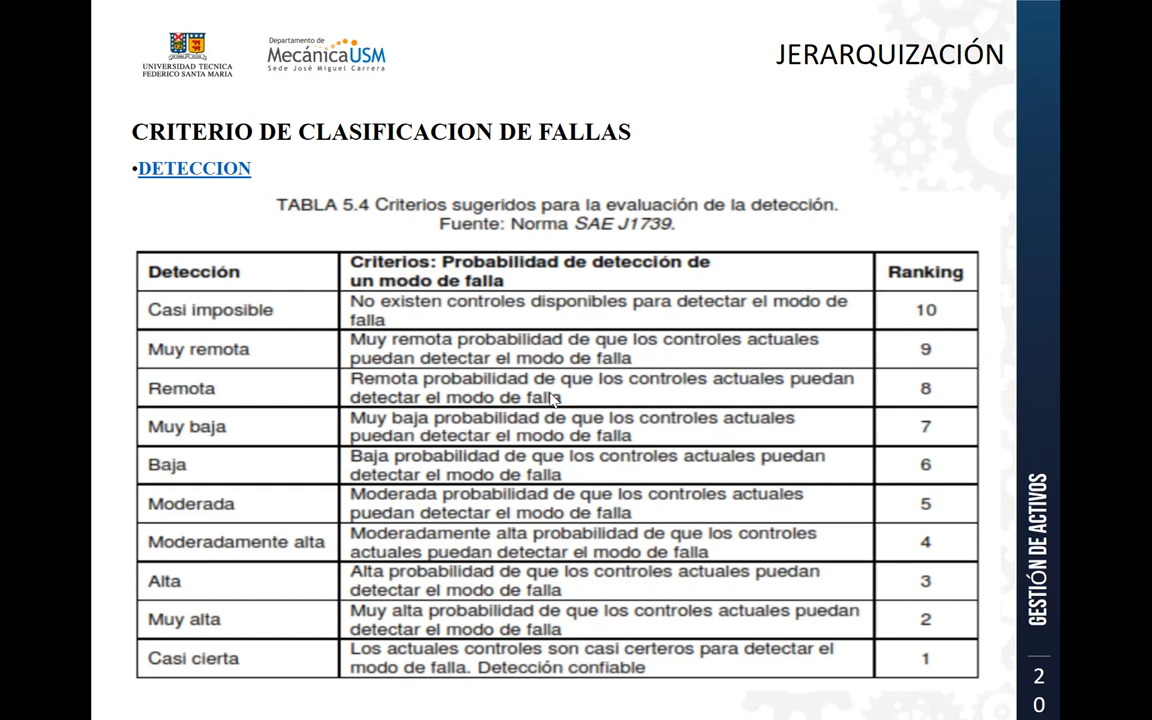 UNIVERSIDAD TECNICA
FEDERICO SANTA MARIA
Departamento de
MecánicaUSM
Sede José Miguel Carrera
JERARQUIZACIÓN
CRITERIO DE CLASIFICACION DE FALLAS
•DETECCION
TABLA 5.4 Criterios sugeridos para la evaluación de la detección.
Fuente: Norma SAE J1739.
Detección
Criterios: Probabilidad de detección de
un modo de falla
Ranking
Casi imposible
No existen controles disponibles para detectar el modo de
falla
10
Muy remota
Muy remota probabilidad de que los controles actuales
puedan detectar el modo de falla
9
Remota
Remota probabilidad de que los controles actuales puedan
detectar el modo de falla
8
Muy baja
Muy baja probabilidad de que los controles actuales
puedan detectar el modo de falla
7
Baja
Baja probabilidad de que los controles actuales puedan
detectar el modo de falla
6
Moderada
Moderada probabilidad de que los controles actuales
puedan detectar el modo de falla
5
Moderadamente alta
Moderadamente alta probabilidad de que los controles
actuales puedan detectar el modo de falla
4
Alta
Alta probabilidad de que los controles actuales puedan
detectar el modo de falla
3
Muy alta
Muy alta probabilidad de que los controles actuales puedan
detectar el modo de falla
2
Casi cierta
Los actuales controles son casi certeros para detectar el
modo de falla. Detección confiable
1
GESTIÓN DE ACTIVOS
2
0